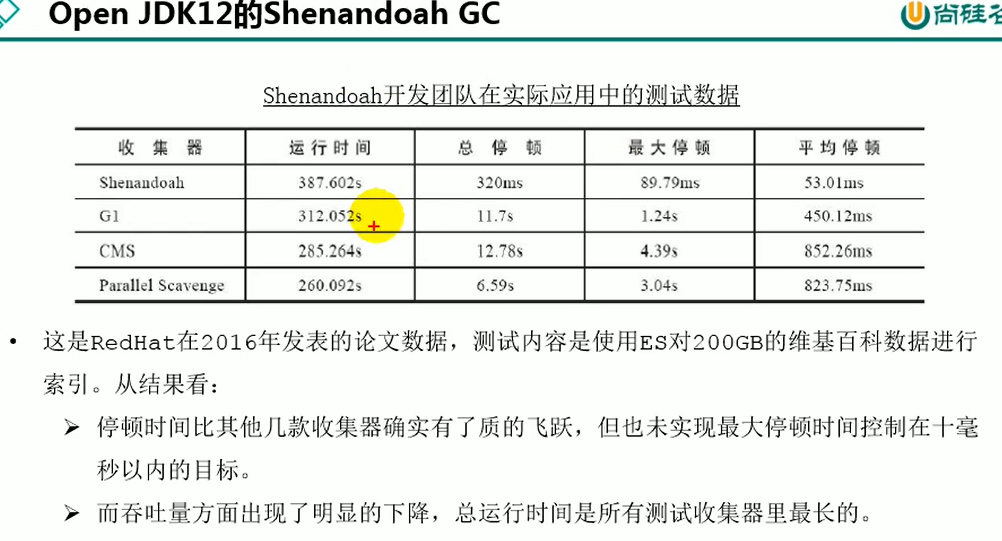 Open JDK12的Shenandoah GC
尚硅谷
Shenandoah开发团队在实际应用中的测试数据
收集器 运行时间 总停顿 最大停顿 平均停顿
Shenandoah 387.602s 320ms 89.79ms 53.01ms
G1 312.052s 11.7s 1.24s 450.12ms
CMS 285.264s 12.78s 4.39s 852.26ms
Parallel Scavenge 260.092s 6.59s 3.04s 823.75ms
• 这是RedHat在2016年发表的论文数据，测试内容是使用ES对200GB的维基百科数据进行
索引。从结果看：
➢ 停顿时间比其他几款收集器确实有了质的飞跃，但也未实现最大停顿时间控制在十毫
秒以内的目标。
➢ 而吞吐量方面出现了明显的下降，总运行时间是所有测试收集器里最长的。